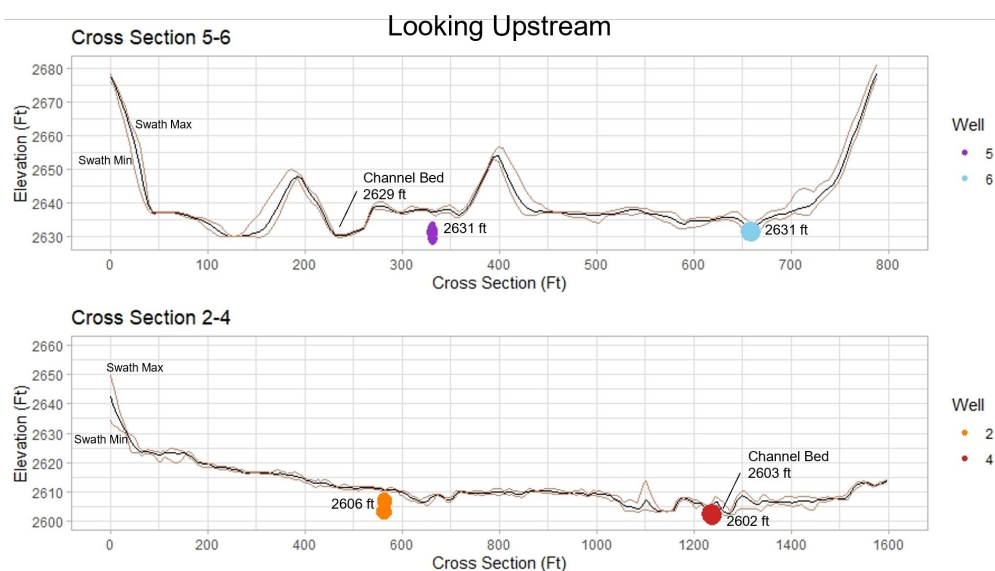 Looking Upstream
Cross Section 5-6
2680
2670
2660
2650
2640
2630
Elevation (Ft)
Swath Max
Swath Min
Channel Bed
2629 ft
2631 ft
2631 ft
0 100 200 300 400 500 600 700 800
Cross Section (Ft)
Well
5
6
Cross Section 2-4
2660
2650
2640
2630
2620
2610
2600
Elevation (Ft)
Swath Max
Swath Min
2606 ft
Channel Bed
2603 ft
2602 ft
0 200 400 600 800 1000 1200 1400 1600
Cross Section (Ft)
Well
2
4